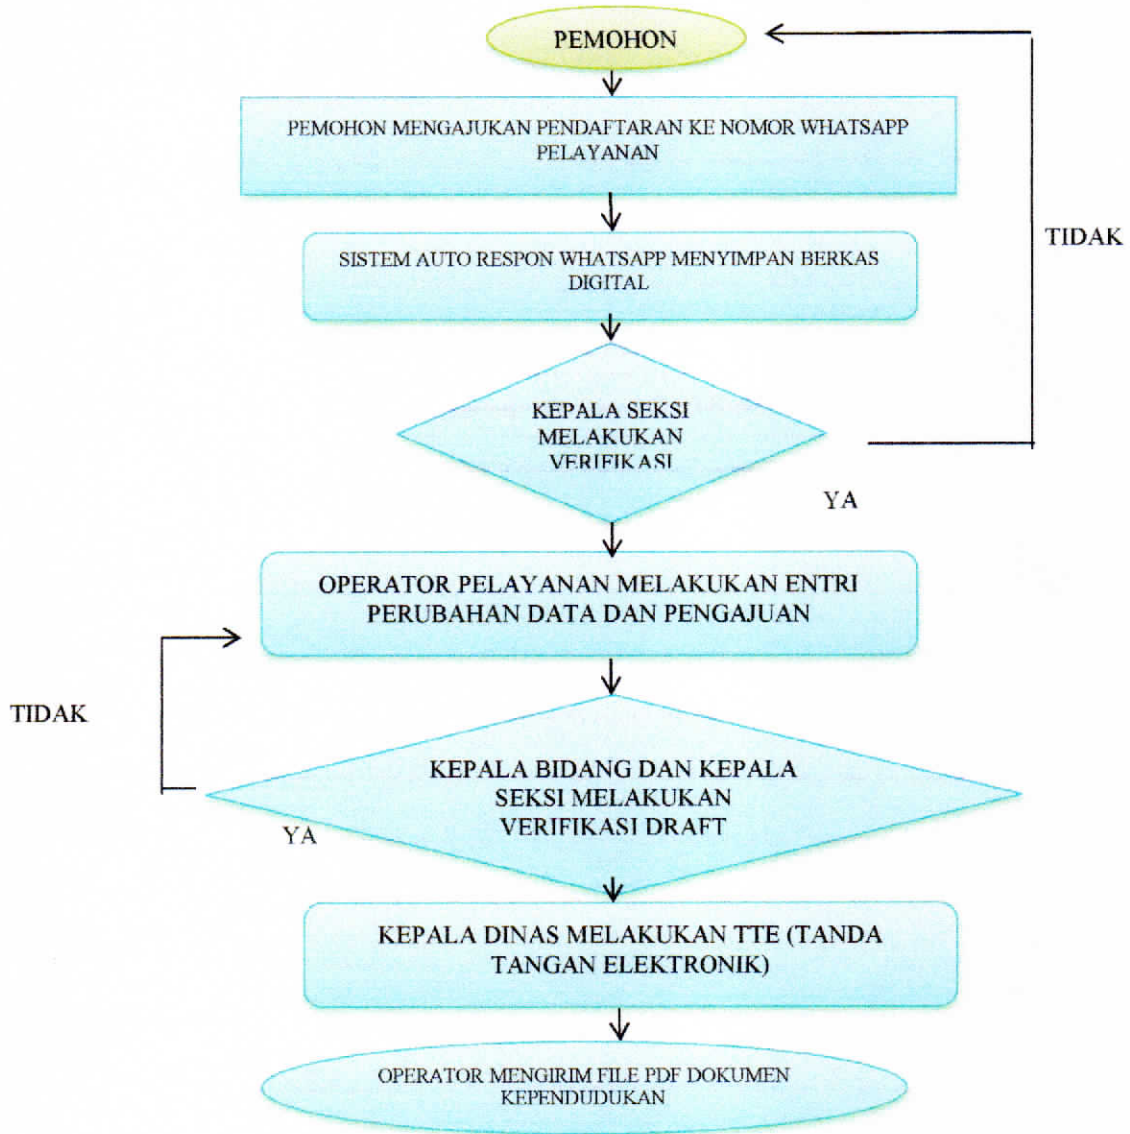 PEMOHON
PEMOHON MENGAJUKAN PENDAFTARAN KE NOMOR WHATSAPP
PELAYANAN
TIDAK
SISTEM AUTO RESPON WHATSAPP MENYIMPAN BERKAS
DIGITAL
KEPALA SEKSI
MELAKUKAN
VERIFIKASI
YA
OPERATOR PELAYANAN MELAKUKAN ENTRI
PERUBAHAN DATA DAN PENGAJUAN
TIDAK
KEPALA BIDANG DAN KEPALA
SEKSI MELAKUKAN
VERIFIKASI DRAFT
YA
KEPALA DINAS MELAKUKAN TTE (TANDA
TANGAN ELEKTRONIK)
OPERATOR MENGIRIM FILE PDF DOKUMEN
KEPENDUDUKAN